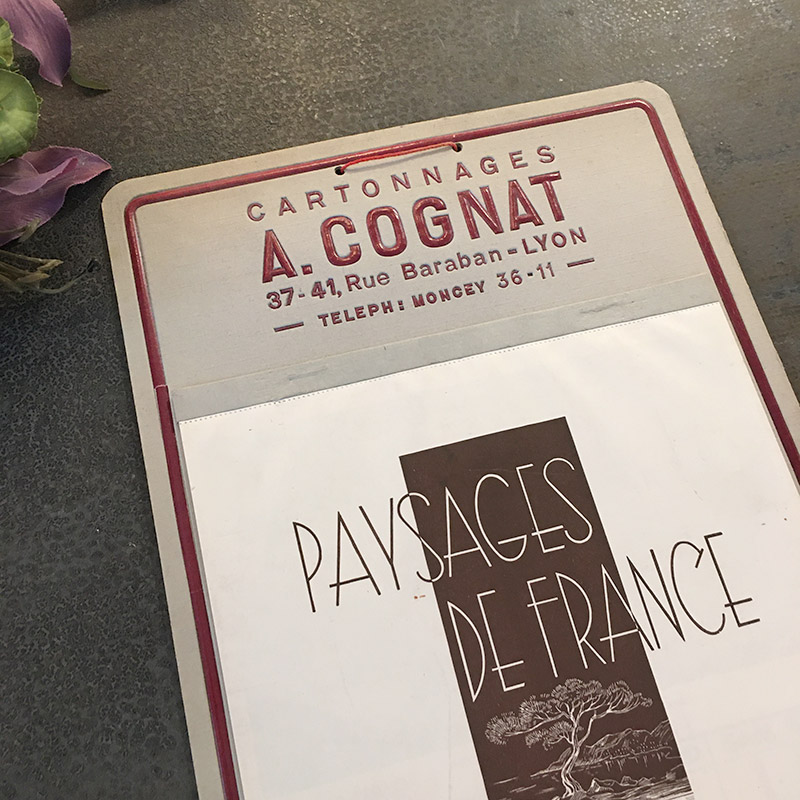 CARTONNAGES
A. COGNAT
37-41, Rue Baraban-LYON
— TELEPH: MONCEY 36-11 —
PAYSAGES
DE FRANCE